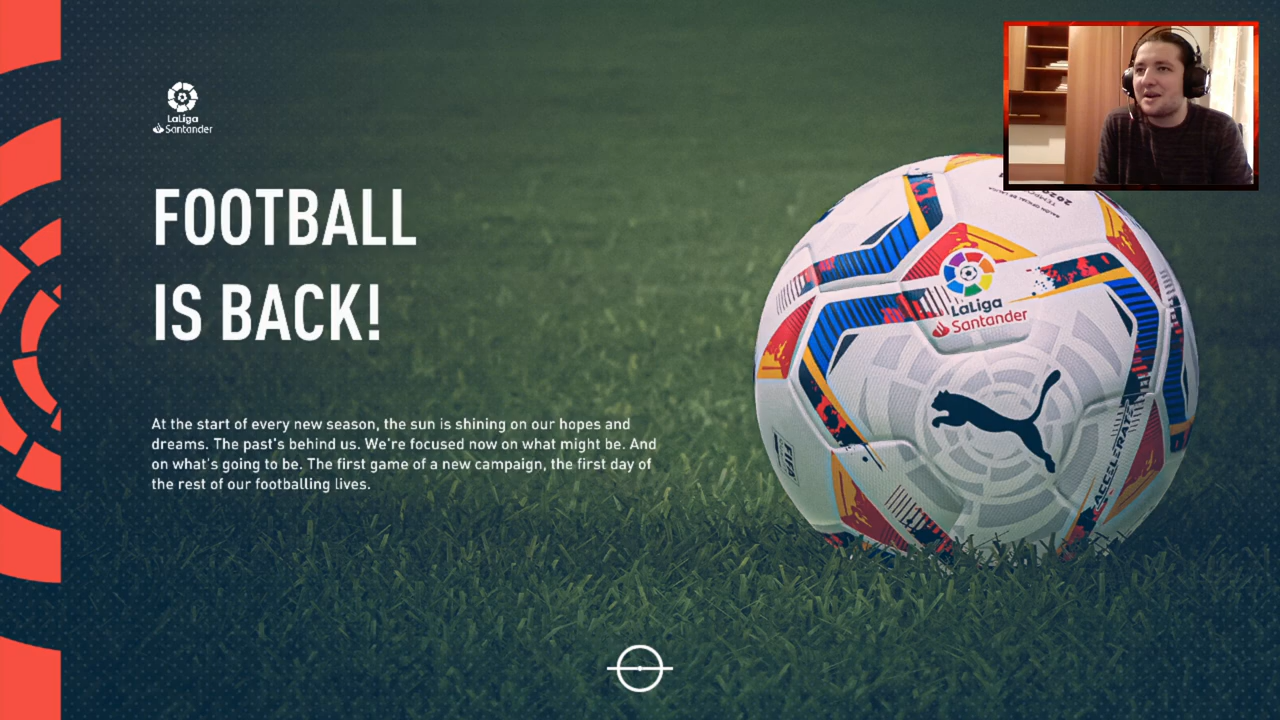 LaLiga
Santander
FOOTBALL
IS BACK!
At the start of every new season, the sun is shining on our hopes and
dreams. The past's behind us. We're focused now on what might be. And
on what's going to be. The first game of a new campaign, the first day of
the rest of our footballing lives.
LaLiga
Santander
FIFA
ACCELERATE